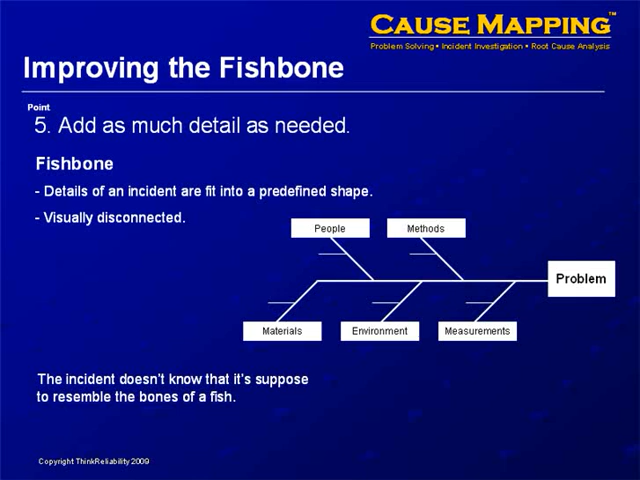 CAUSE MAPPING™
Problem Solving • Incident Investigation • Root Cause Analysis
Improving the Fishbone
Point
5. Add as much detail as needed.
Fishbone
- Details of an incident are fit into a predefined shape.
- Visually disconnected.
People
Methods
Problem
Materials
Environment
Measurements
The incident doesn't know that it's suppose
to resemble the bones of a fish.
Copyright ThinkReliability 2009